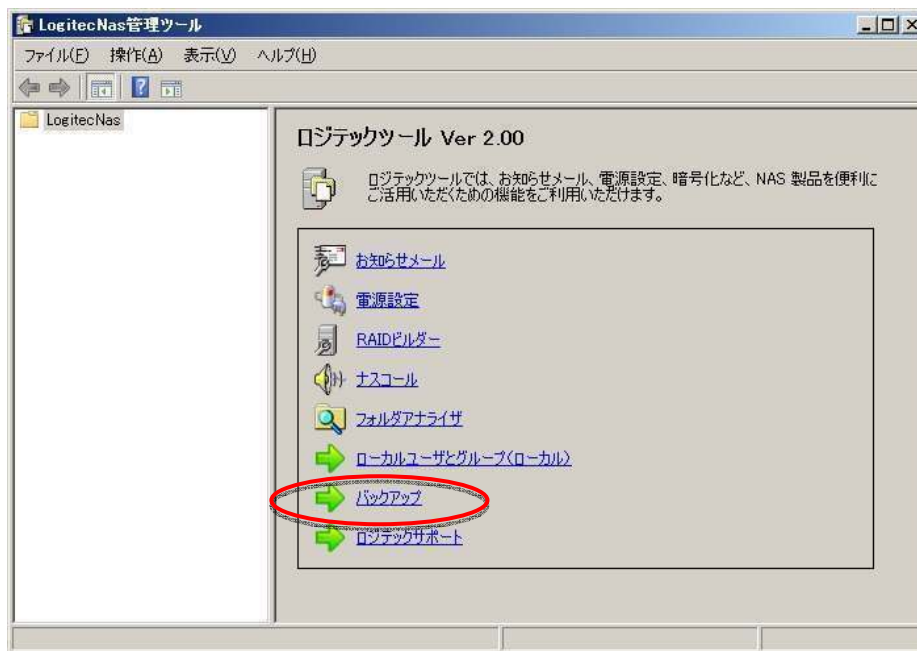 LogitecNas管理ツール
ファイル(F) 操作(A) 表示(V) ヘルプ(H)
LogitecNas
ロジテックツール Ver 2.00
ロジテックツールでは、お知らせメール、電源設定、暗号化など、NAS 製品を便利に
ご活用いただくための機能をご利用いただけます。
お知らせメール
電源設定
RAIDビルダー
ナスコール
フォルダアナライザ
ローカルユーザとグループ(ローカル)
バックアップ
ロジテックサポート